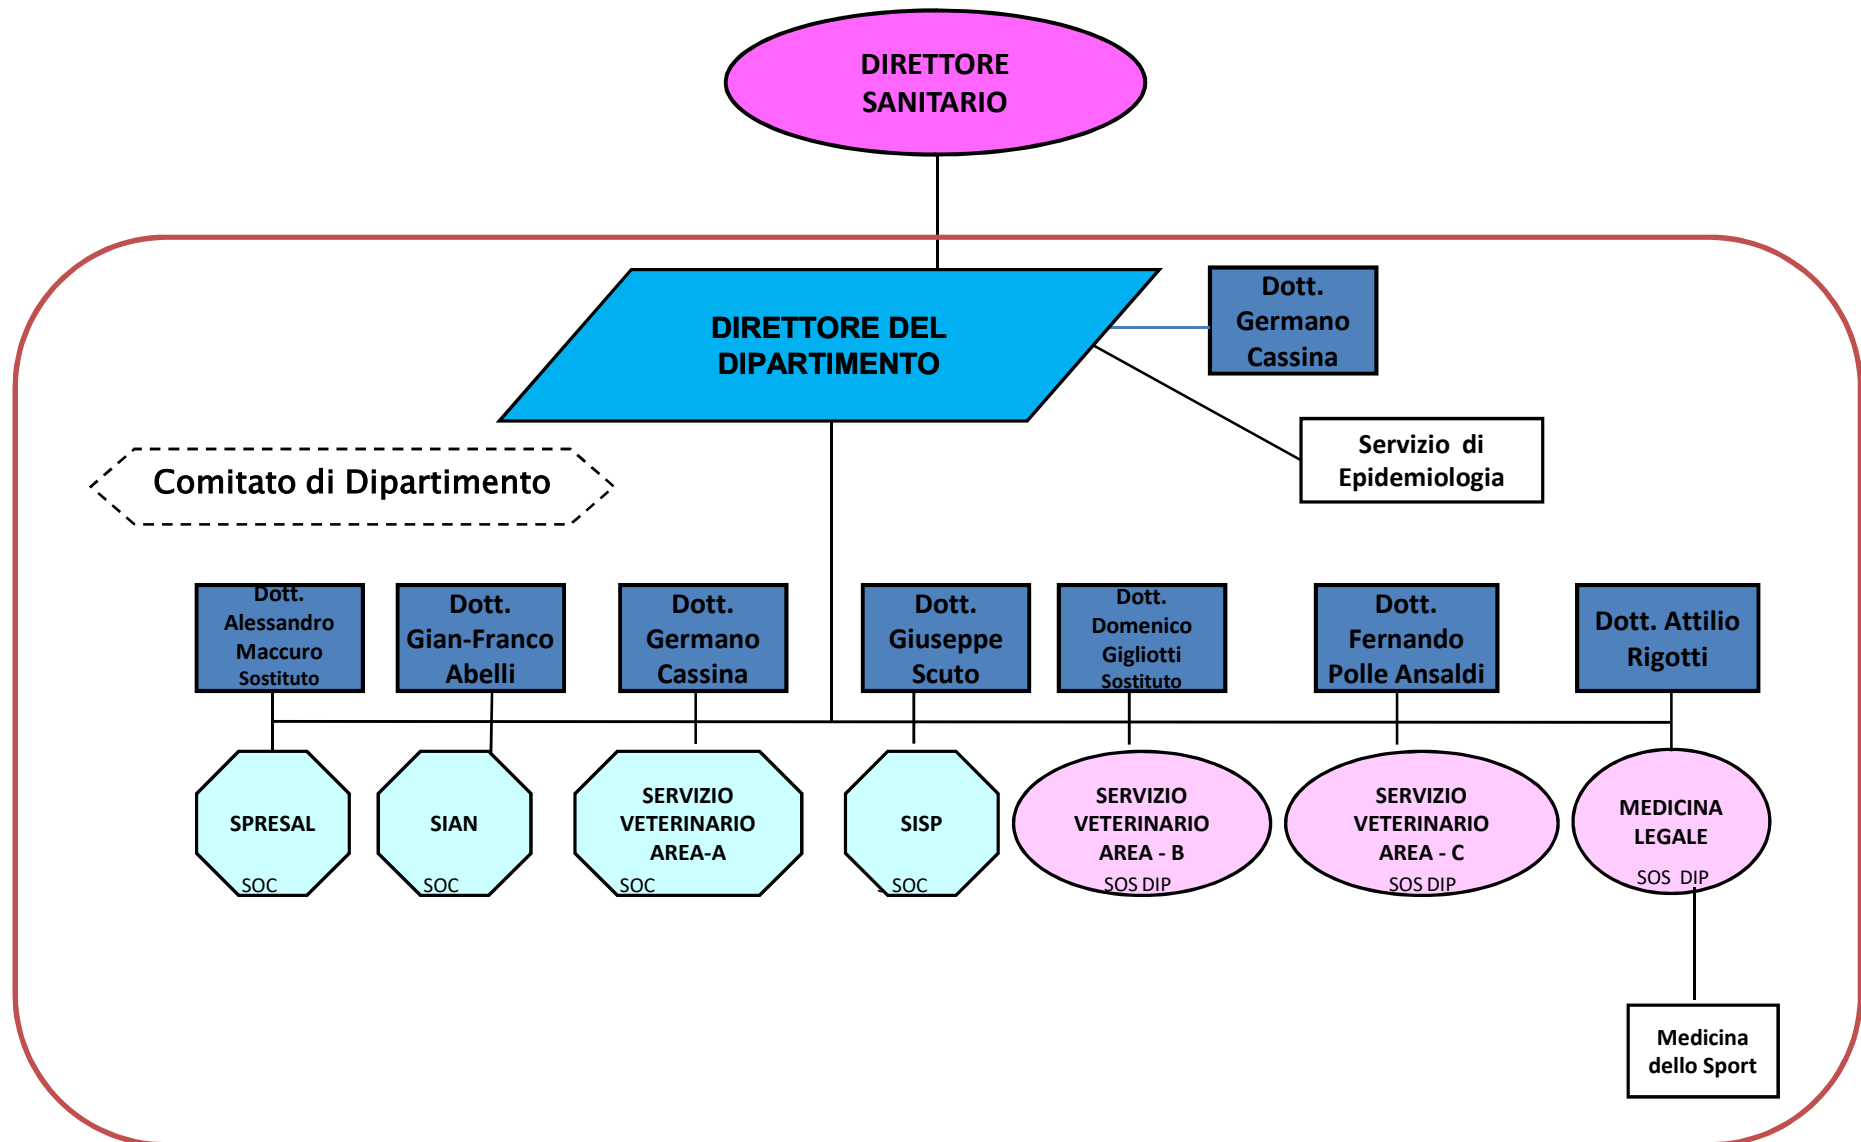 DIRETTORE
SANITARIO
DIRETTORE DEL
DIPARTIMENTO
Dott.
Germano
Cassina
Servizio di
Epidemiologia
Comitato di Dipartimento
Dott.
Alessandro
Maccuro
Sostituto
Dott.
Gian-Franco
Abelli
Dott.
Germano
Cassina
Dott.
Giuseppe
Scuto
Dott.
Domenico
Gigliotti
Sostituto
Dott.
Fernando
Polle Ansaldi
Dott. Attilio
Rigotti
SPRESAL
SOC
SIAN
SOC
SERVIZIO
VETERINARIO
AREA-A
SOC
SISP
SOC
SERVIZIO
VETERINARIO
AREA - B
SOS DIP
SERVIZIO
VETERINARIO
AREA - C
SOS DIP
MEDICINA
LEGALE
SOS DIP
Medicina
dello Sport